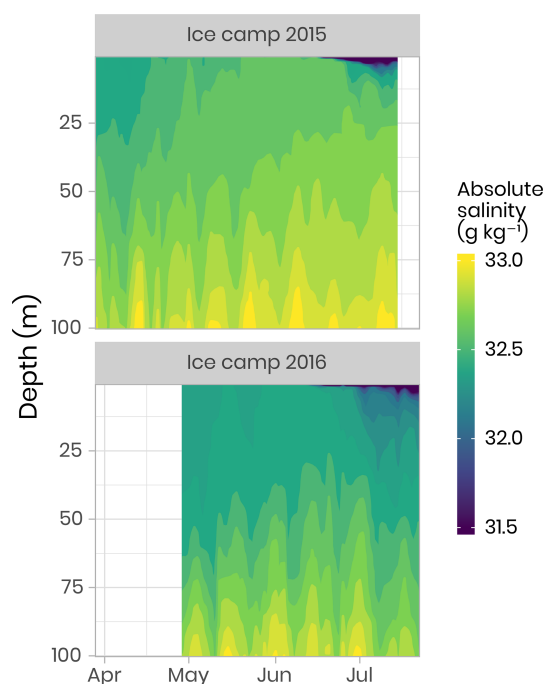 Ice camp 2015
25
50
75
100
Ice camp 2016
25
50
75
100
Apr May Jun Jul
Depth (m)
Absolute
salinity
(g kg⁻¹)
33.0
32.5
32.0
31.5